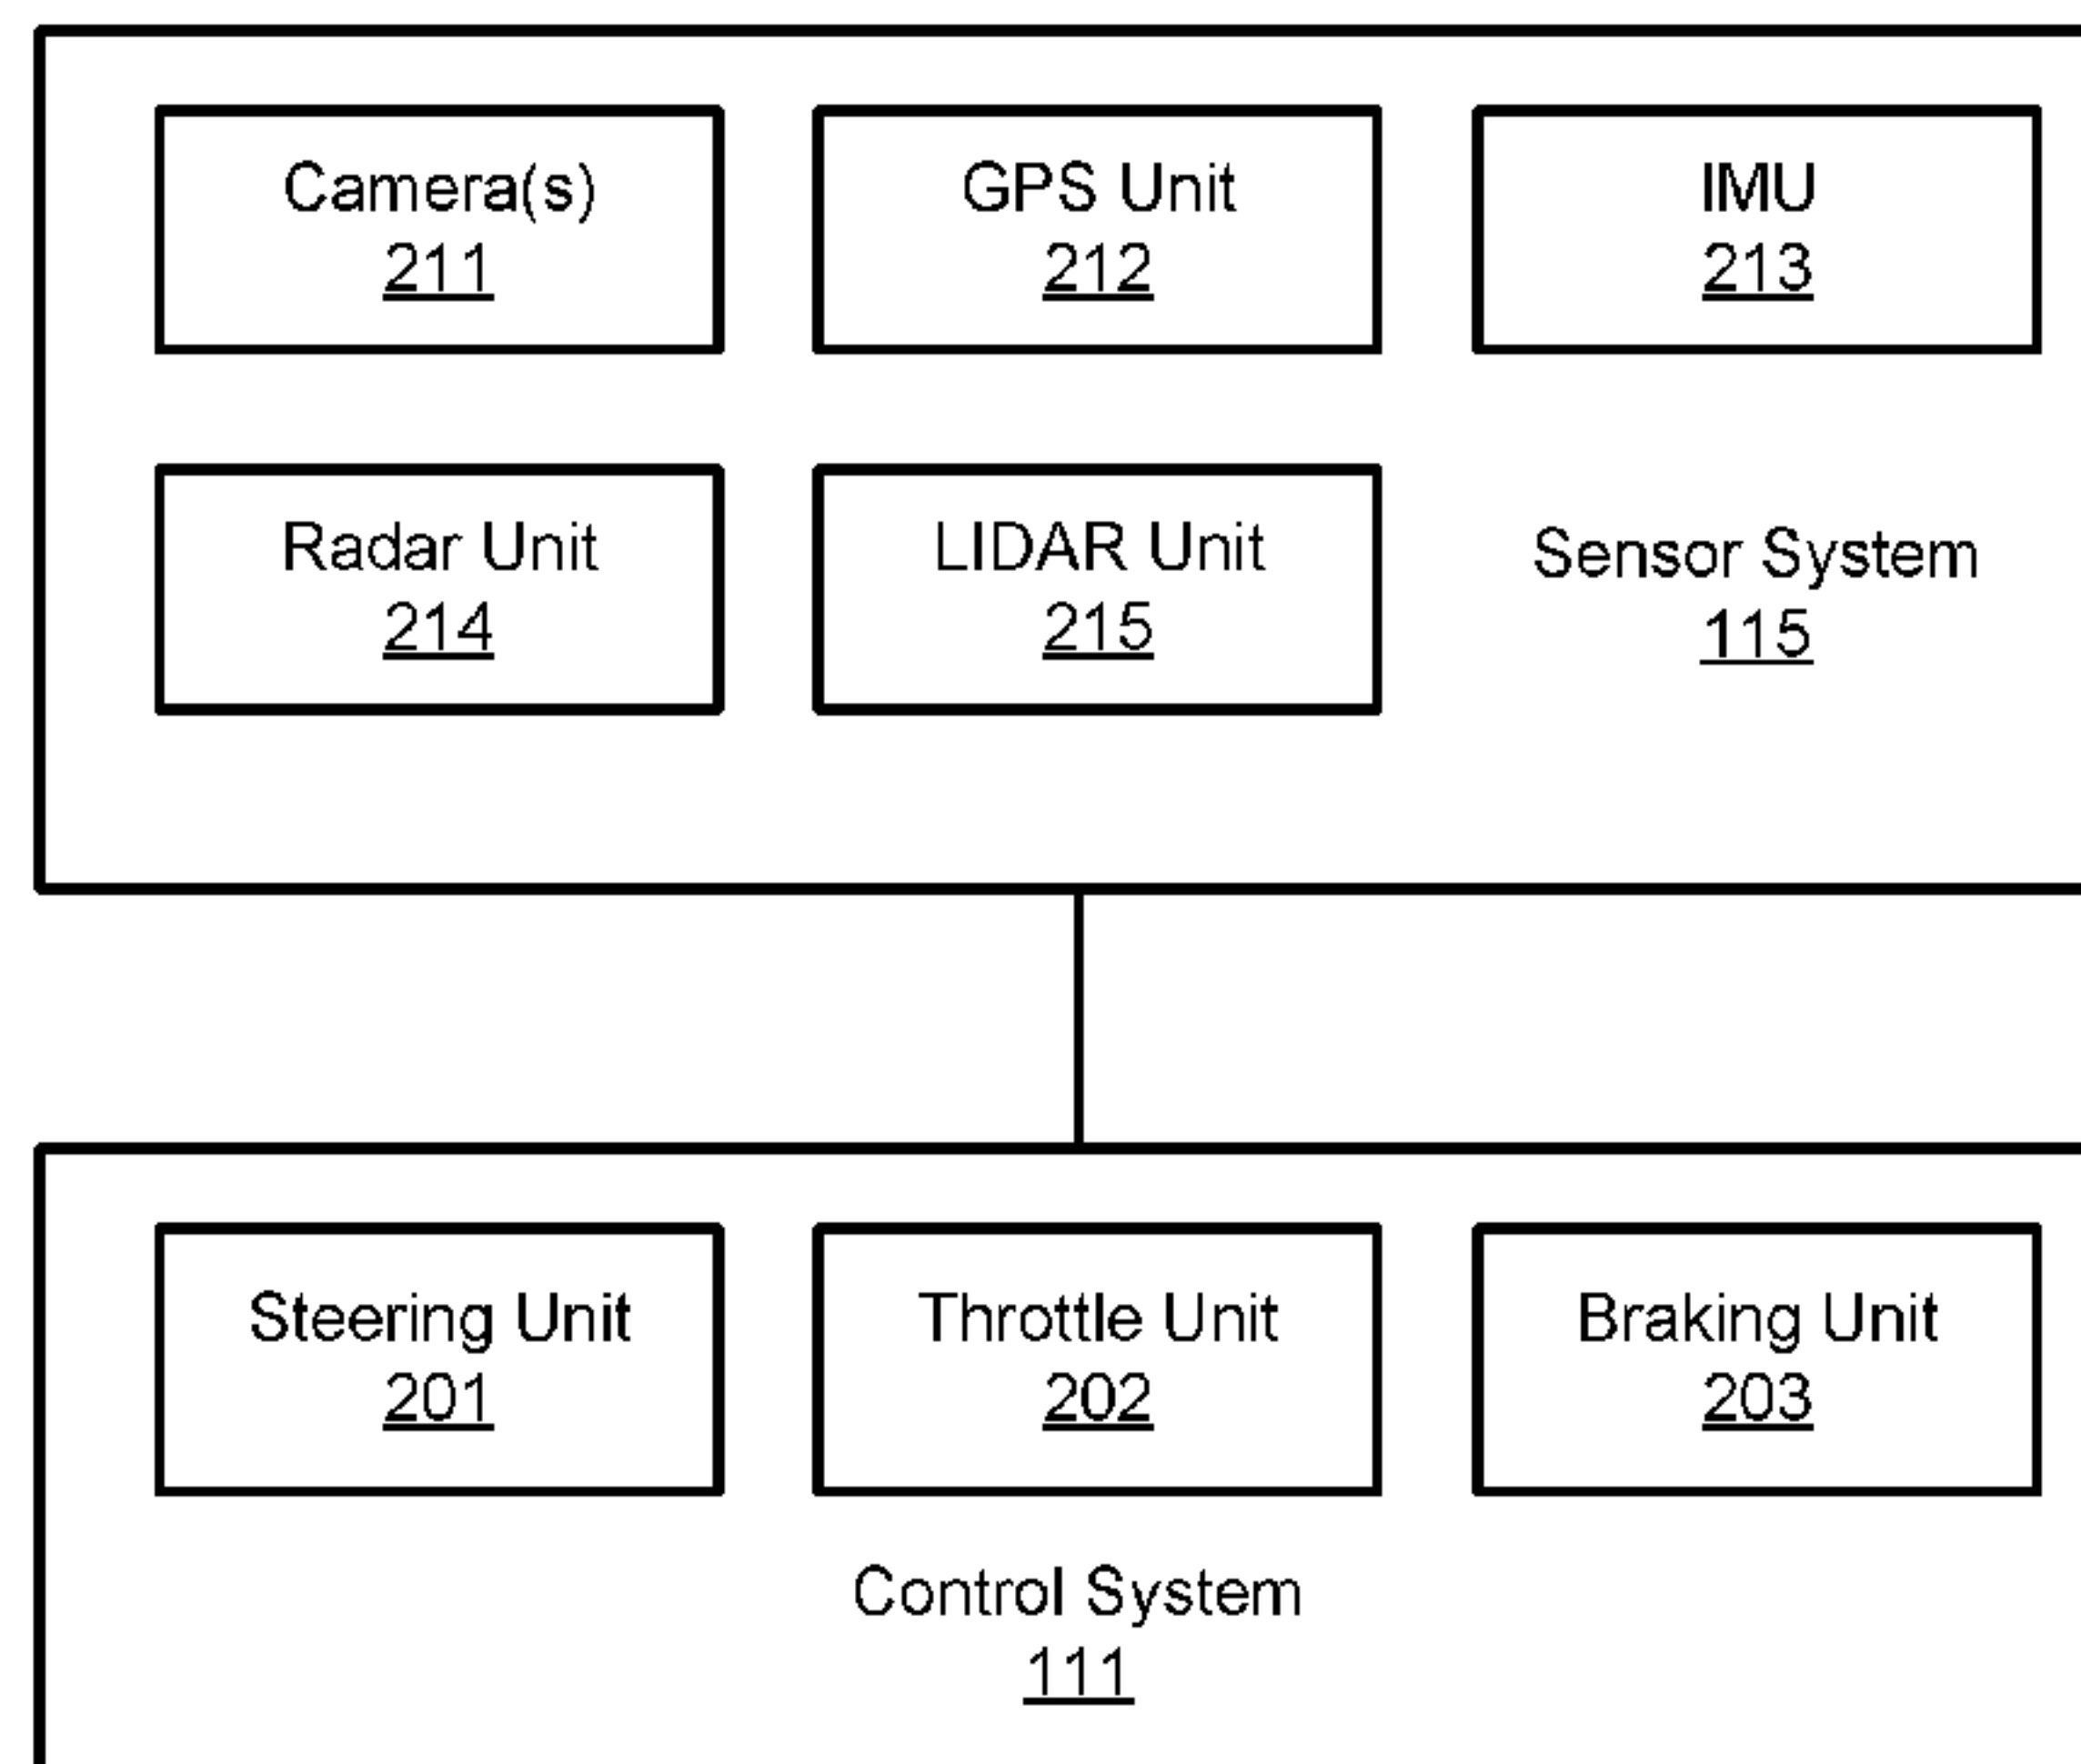 Camera(s)
211
GPS Unit
212
IMU
213
Radar Unit
214
LIDAR Unit
215
Sensor System
115
Steering Unit
201
Throttle Unit
202
Braking Unit
203
Control System
111